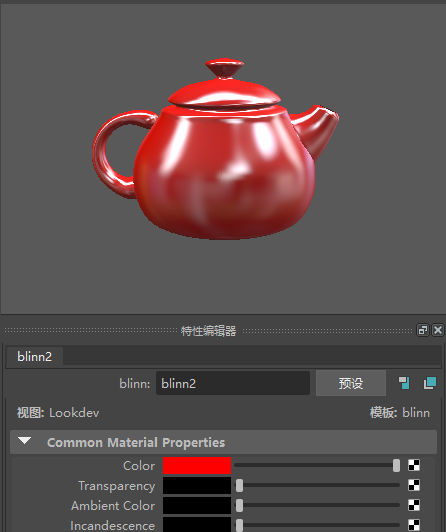 特性编辑器
blinn2
blinn: blinn2 预设
视图: Lookdev 模板: blinn
Common Material Properties
Color
Transparency
Ambient Color
Incandescence